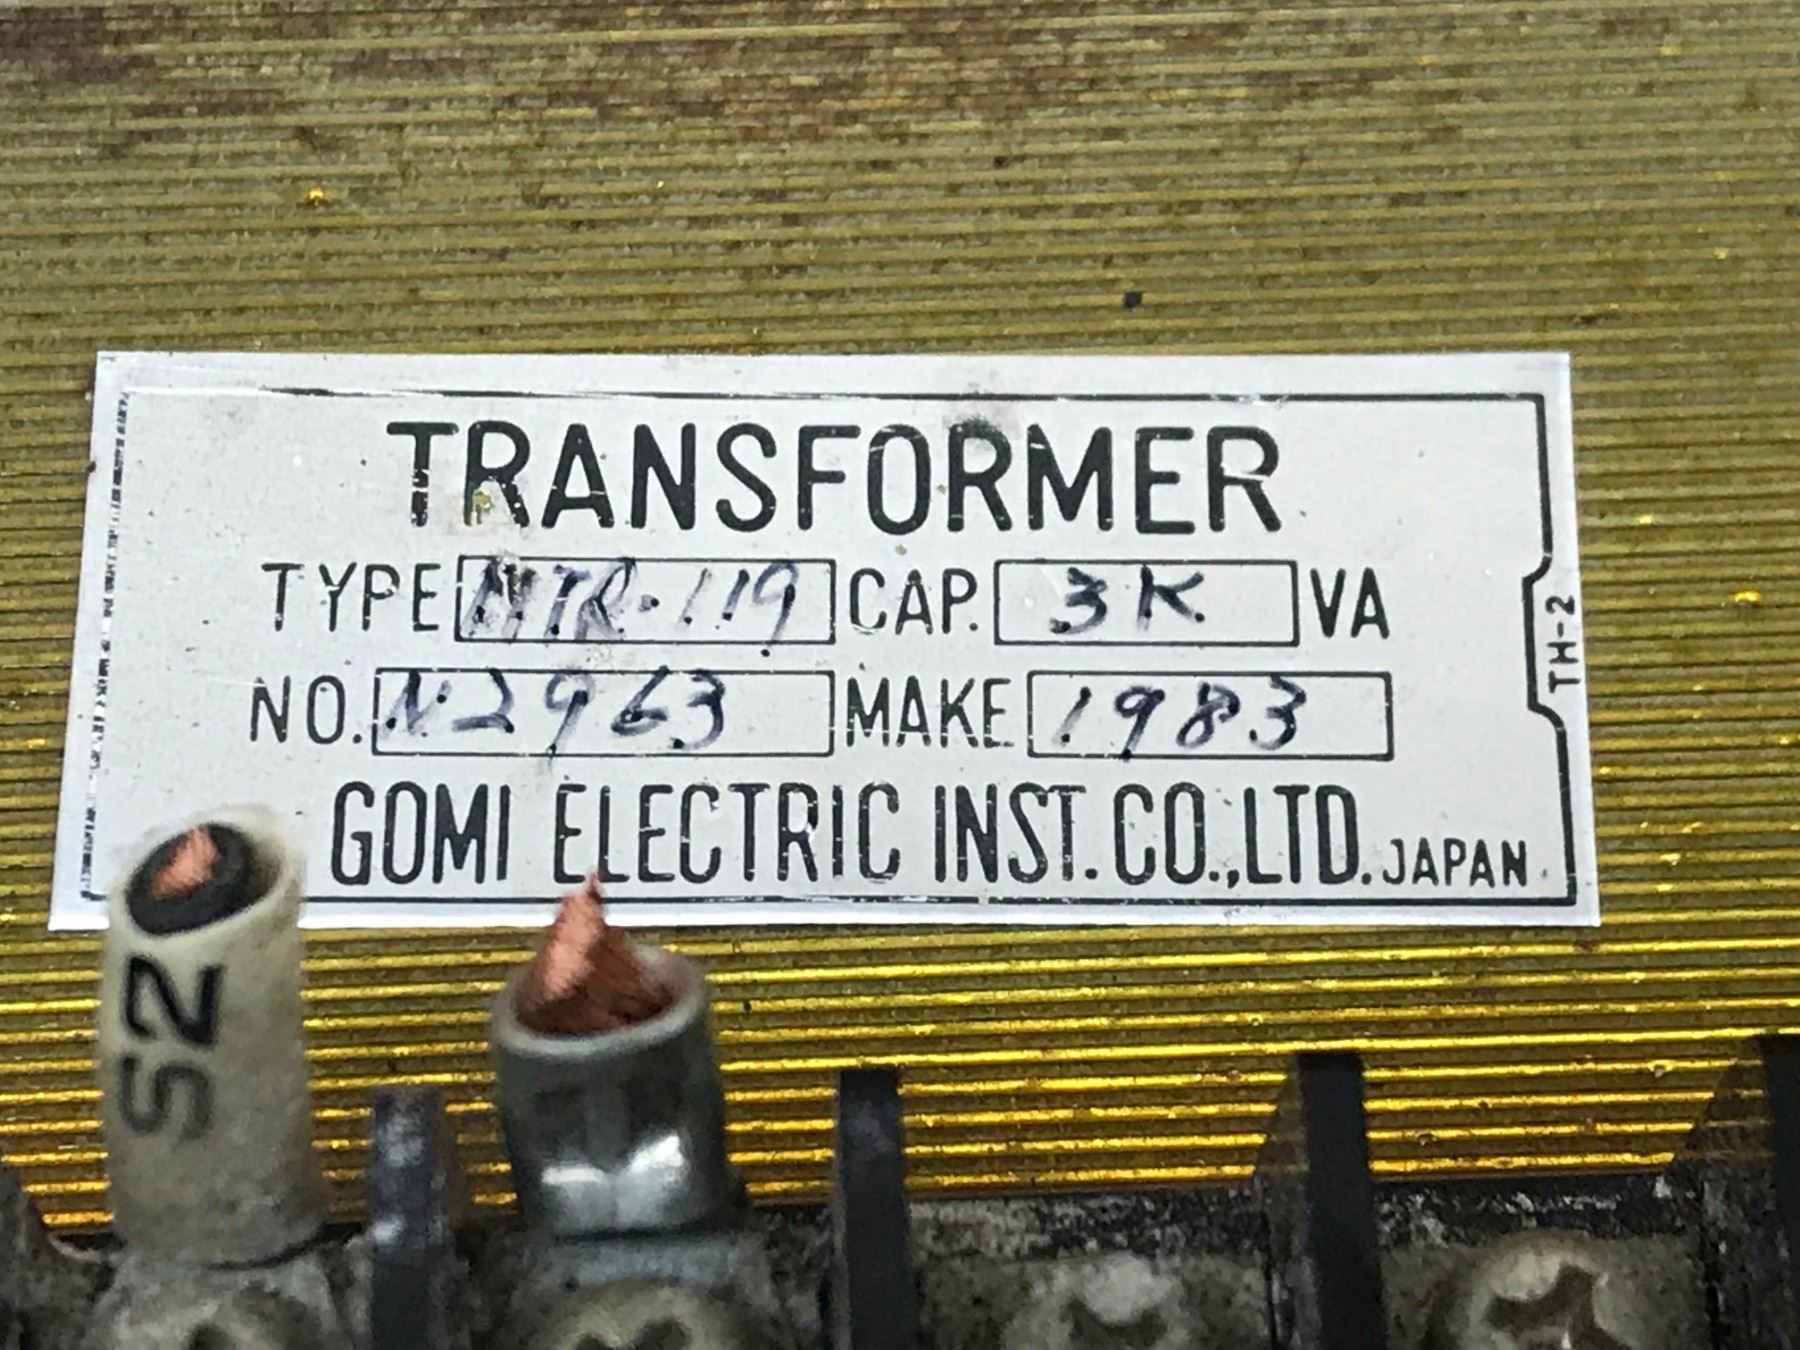 TRANSFORMER
TYPE MTR-119 CAP. 3K VA
NO. N2963 MAKE 1983
GOMI ELECTRIC INST. CO., LTD. JAPAN
TH-2
S2